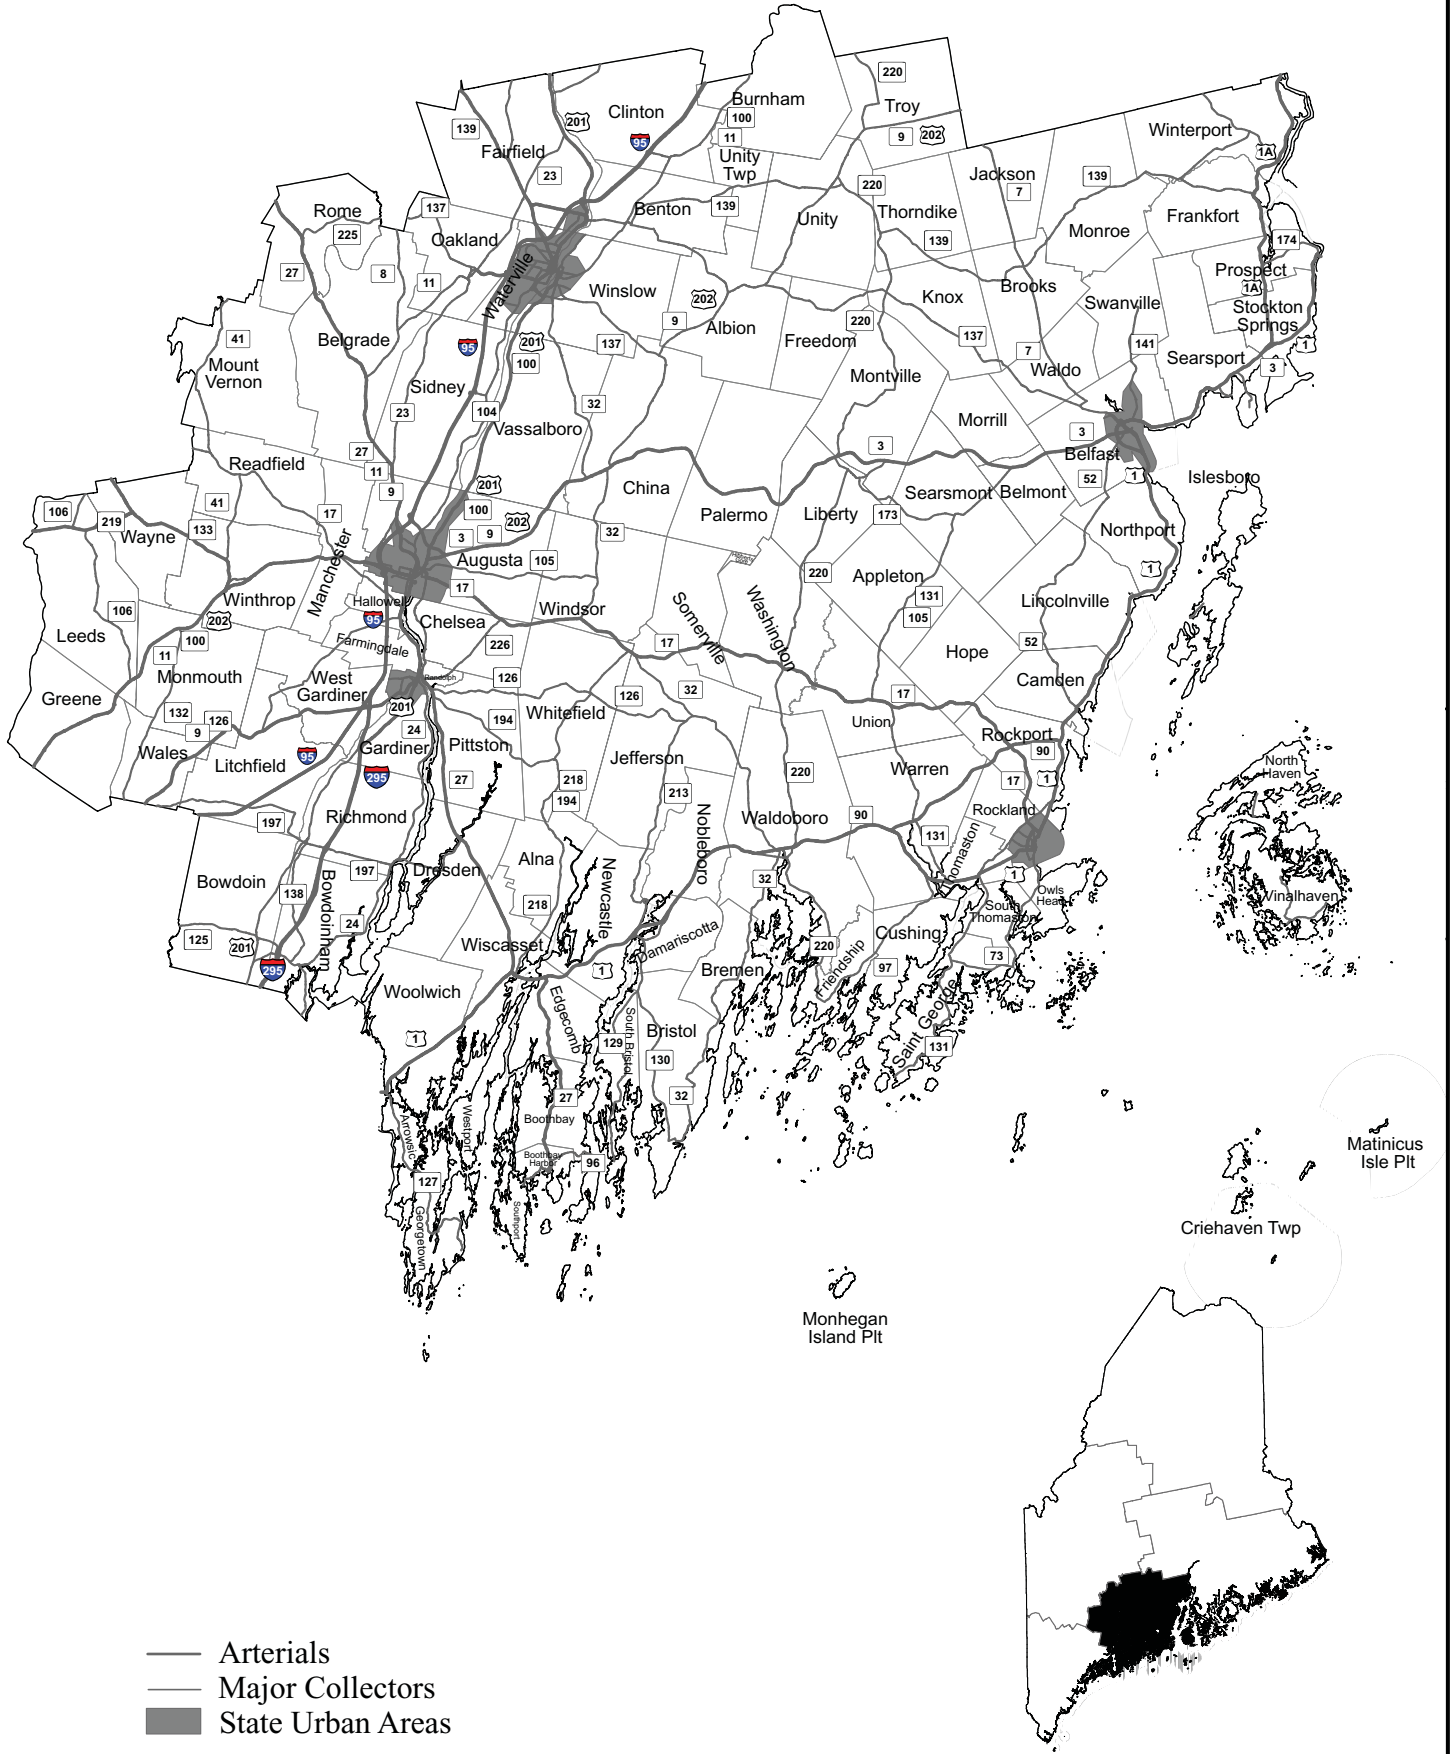 220
Clinton
Burnham
Troy
201
100
139
95
11
9
202
Winterport
Fairfield
1A
Unity
Twp
23
Jackson
139
220
7
Rome
137
Benton
139
Unity
Thorndike
Frankfort
225
Oakland
139
Monroe
174
27
8
11
Waterville
Prospect
1A
Winslow
202
Knox
Brooks
Swanville
Stockton
Springs
9
Albion
220
41
95
201
137
Freedom
137
141
1
Belgrade
100
7
Searsport
Mount
Vernon
Montville
Waldo
3
Sidney
23
104
32
Vassalboro
Morrill
3
3
27
Belfast
Readfield
11
52
1
Islesboro
9
201
China
Searsmont
Belmont
106
219
41
17
100
202
Palermo
Liberty
173
Wayne
133
3
9
32
Northport
Manchester
Augusta
105
220
Appleton
1
17
131
Winthrop
Hallowell
Windsor
Washington
Lincolnville
106
202
95
Chelsea
Somerville
105
Leeds
100
Farmingdale
226
17
Hope
52
11
Monmouth
West
Gardiner
Randolph
126
Camden
Greene
126
32
17
132
126
201
194
Whitefield
Union
9
24
Rockport
Wales
95
Gardiner
Pittston
90
Litchfield
Jefferson
Warren
North
Haven
295
27
218
220
17
1
194
213
Richmond
Nobleboro
Waldoboro
90
Rockland
197
131
Thomaston
Alna
Bowdoin
197
Dresden
Newcastle
32
1
138
Bowdoinham
Owls
Head
Vinalhaven
218
South
Thomaston
24
125
201
Wiscasset
Damariscotta
220
Friendship
Cushing
295
1
Bremen
97
73
Woolwich
Edgecomb
South Bristol
Bristol
Saint George
1
129
130
131
27
32
Arrowsic
Westport
Boothbay
Matinicus
Isle Plt
Boothbay
Harbor
96
127
Georgetown
Southport
Criehaven Twp
Monhegan
Island Plt
Arterials
Major Collectors
State Urban Areas